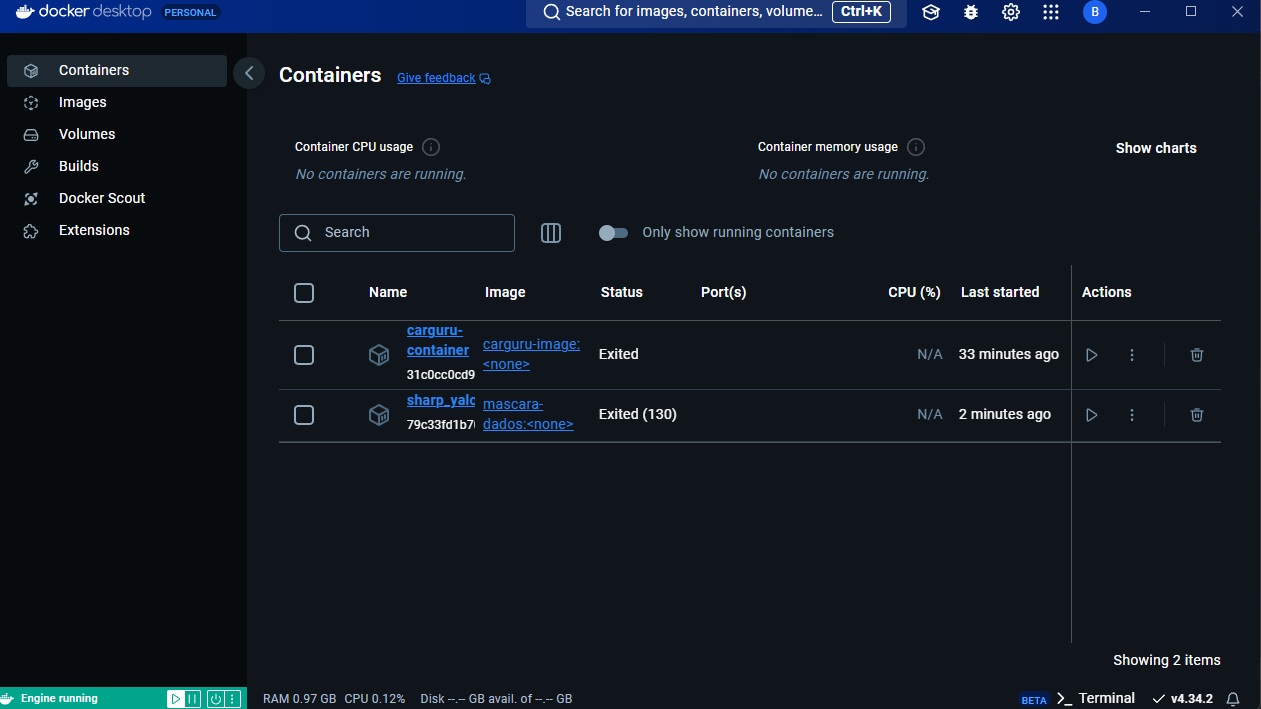 docker desktop PERSONAL
Search for images, containers, volume... Ctrl+K
B
Containers
Images
Volumes
Builds
Docker Scout
Extensions
Containers Give feedback
Container CPU usage
No containers are running.
Container memory usage
No containers are running.
Show charts
Search
Only show running containers
Name Image Status Port(s) CPU (%) Last started Actions
carguru-
container
31c0cc0cd9
carguru-image:
<none>
Exited
N/A
33 minutes ago
sharp_yalc
79c33fd1b70
mascara-
dados:<none>
Exited (130)
N/A
2 minutes ago
Showing 2 items
Engine running
RAM 0.97 GB CPU 0.12% Disk --.-- GB avail. of --.-- GB
BETA >_ Terminal v4.34.2